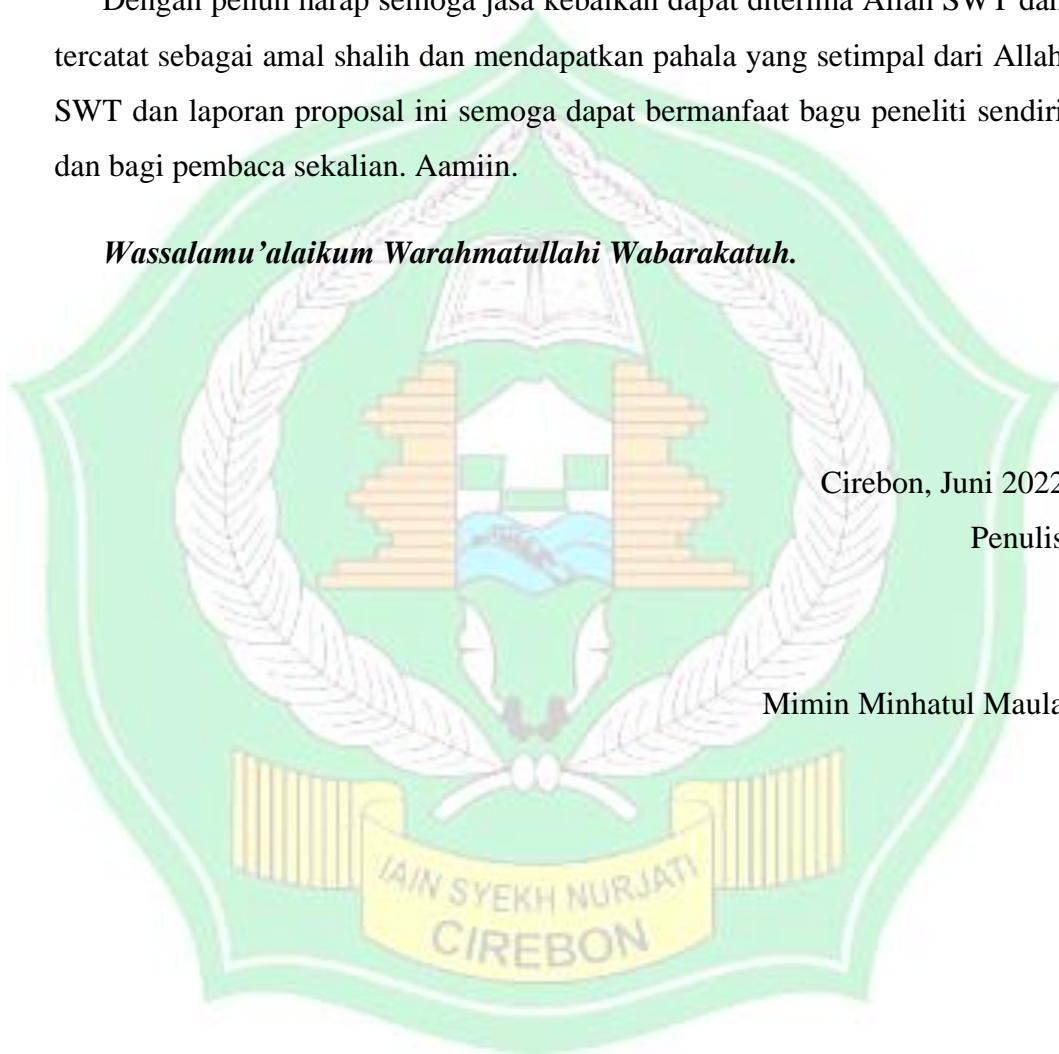 Dengan penuh harap semoga jasa kebaikan dapat diterima Allah SWT dan
tercatat sebagai amal shalih dan mendapatkan pahala yang setimpal dari Allah
SWT dan laporan proposal ini semoga dapat bermanfaat bagu peneliti sendiri
dan bagi pembaca sekalian. Aamiin.
Wassalamu’alaikum Warahmatullahi Wabarakatuh.
Cirebon, Juni 2022
Penulis
Mimin Minhatul Maula
IAIN SYEKH NURJATI
CIREBON